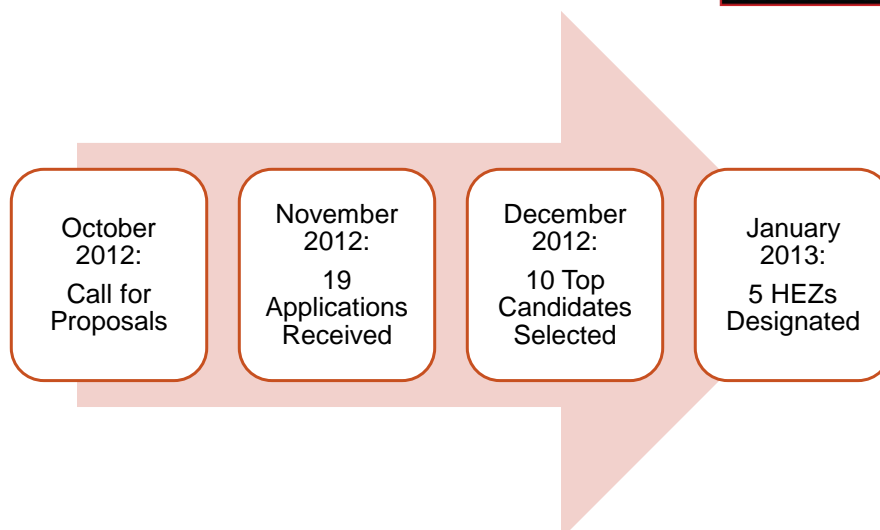 October
2012:
Call for
Proposals
November
2012:
19
Applications
Received
December
2012:
10 Top
Candidates
Selected
January
2013:
5 HEZs
Designated